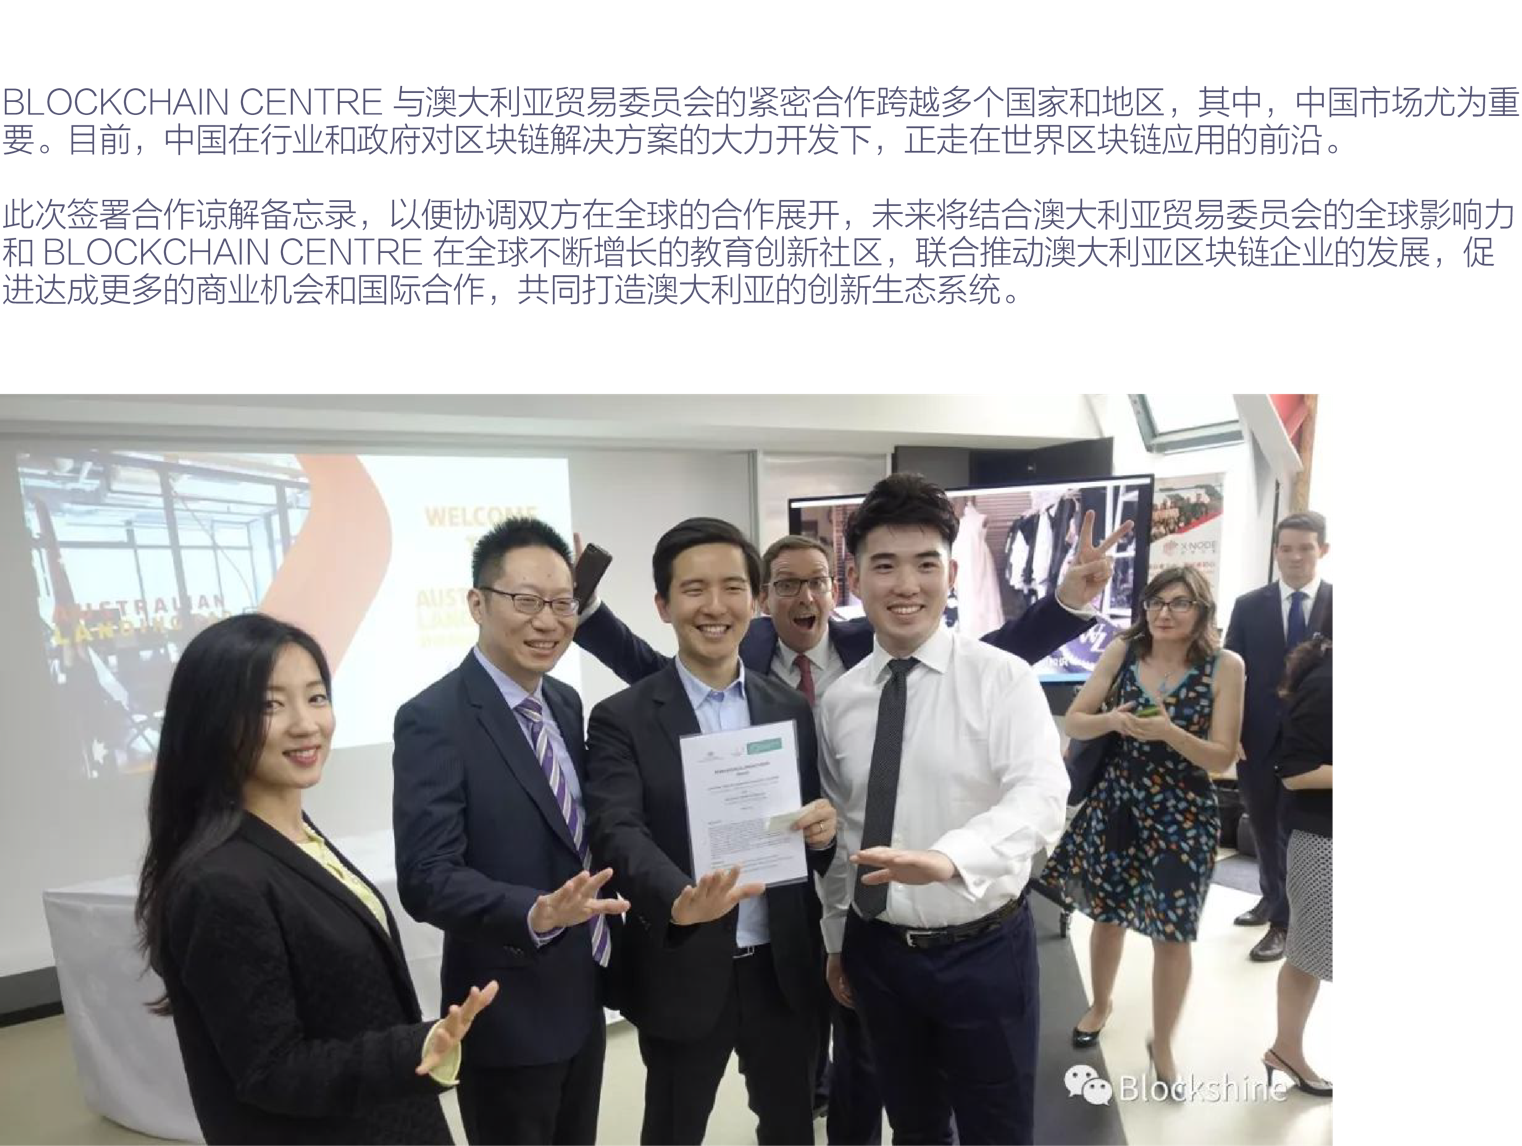 BLOCKCHAIN CENTRE 与澳大利亚贸易委员会的紧密合作跨越多个国家和地区，其中，中国市场尤为重
要。目前，中国在行业和政府对区块链解决方案的大力开发下，正走在世界区块链应用的前沿。
此次签署合作谅解备忘录，以便协调双方在全球的合作展开，未来将结合澳大利亚贸易委员会的全球影响力
和 BLOCKCHAIN CENTRE 在全球不断增长的教育创新社区，联合推动澳大利亚区块链企业的发展，促
进达成更多的商业机会和国际合作，共同打造澳大利亚的创新生态系统。
WELCOME
AUSTRALIAN
LANDING
XNODE
Blockshine